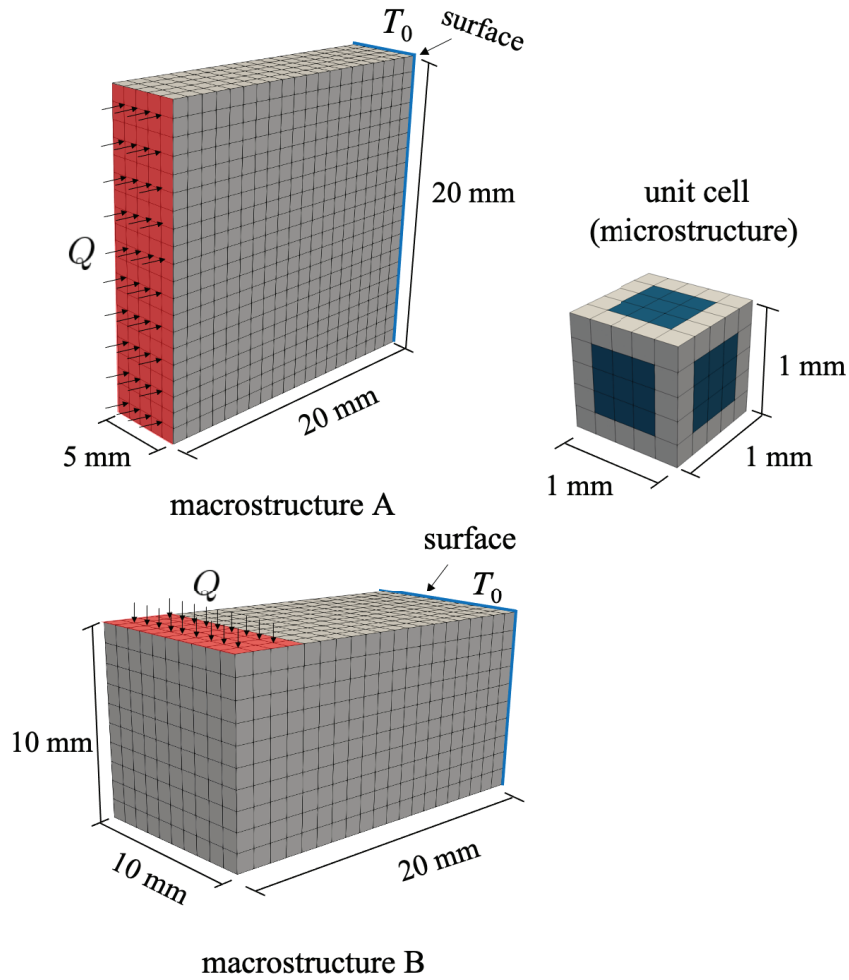 T₀
surface
20 mm
Q
20 mm
5 mm
macrostructure A
unit cell
(microstructure)
1 mm
1 mm
1 mm
surface
Q
T₀
10 mm
10 mm
20 mm
macrostructure B